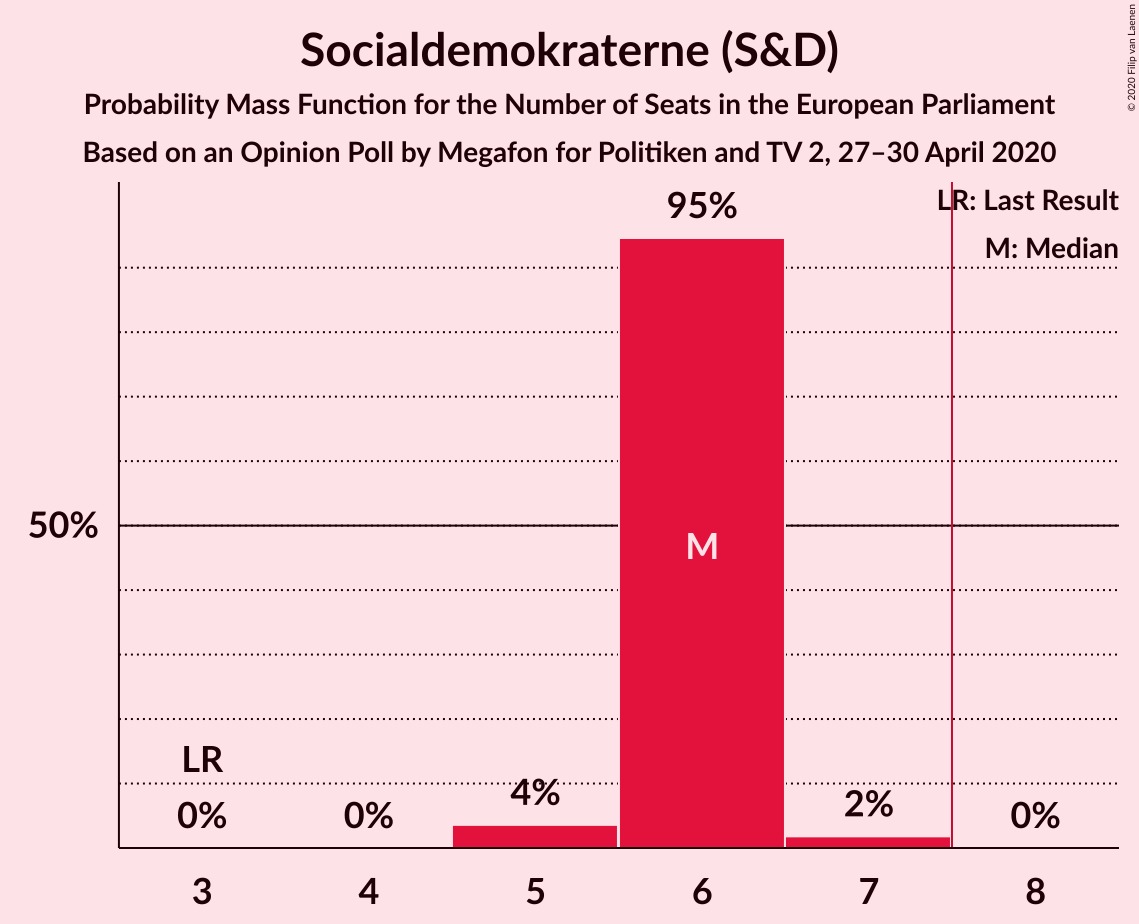 Socialdemokraterne (S&D)
Probability Mass Function for the Number of Seats in the European Parliament
Based on an Opinion Poll by Megafon for Politiken and TV 2, 27–30 April 2020
© 2020 Filip van Laenen
LR: Last Result
M: Median
95%
50%
M
LR
0%
0%
4%
2%
0%
3
4
5
6
7
8